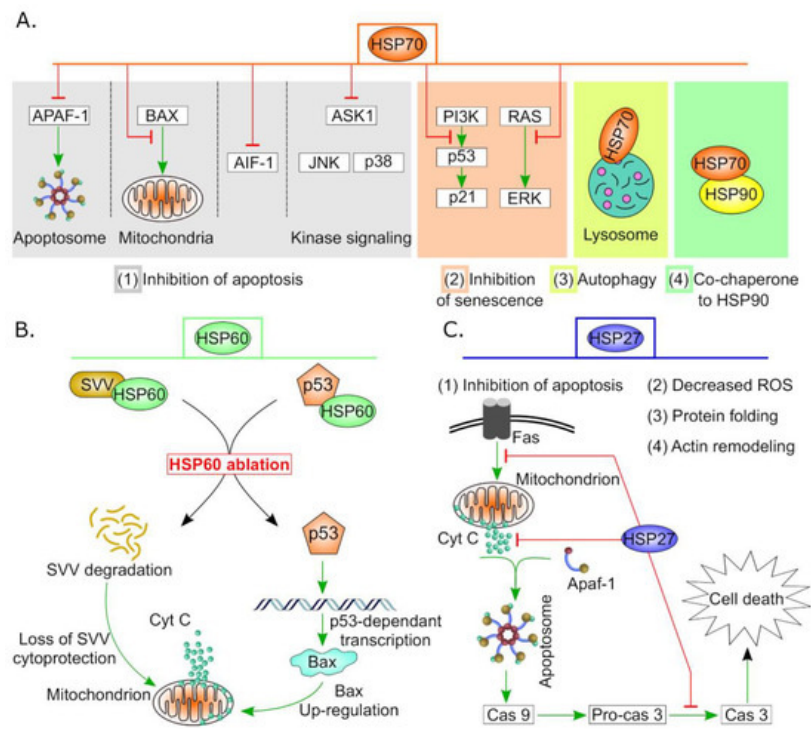 A.
HSP70
APAF-1
BAX
ASK1
PI3K
RAS
AIF-1
JNK
p38
p53
p21
ERK
HSP70
HSP70
HSP90
Apoptosome
Mitochondria
Kinase signaling
Lysosome
(1) Inhibition of apoptosis
(2) Inhibition
of senescence
(3) Autophagy
(4) Co-chaperone
to HSP90
B.
HSP60
SVV
HSP60
p53
HSP60
HSP60 ablation
p53
SVV degradation
p53-dependant
transcription
Cyt C
Loss of SVV
cytoprotection
Bax
Mitochondrion
Bax
Up-regulation
C.
HSP27
(1) Inhibition of apoptosis
(2) Decreased ROS
(3) Protein folding
(4) Actin remodeling
Fas
Mitochondrion
Cyt C
HSP27
Apaf-1
Cell death
Apoptosome
Cas 9
Pro-cas 3
Cas 3